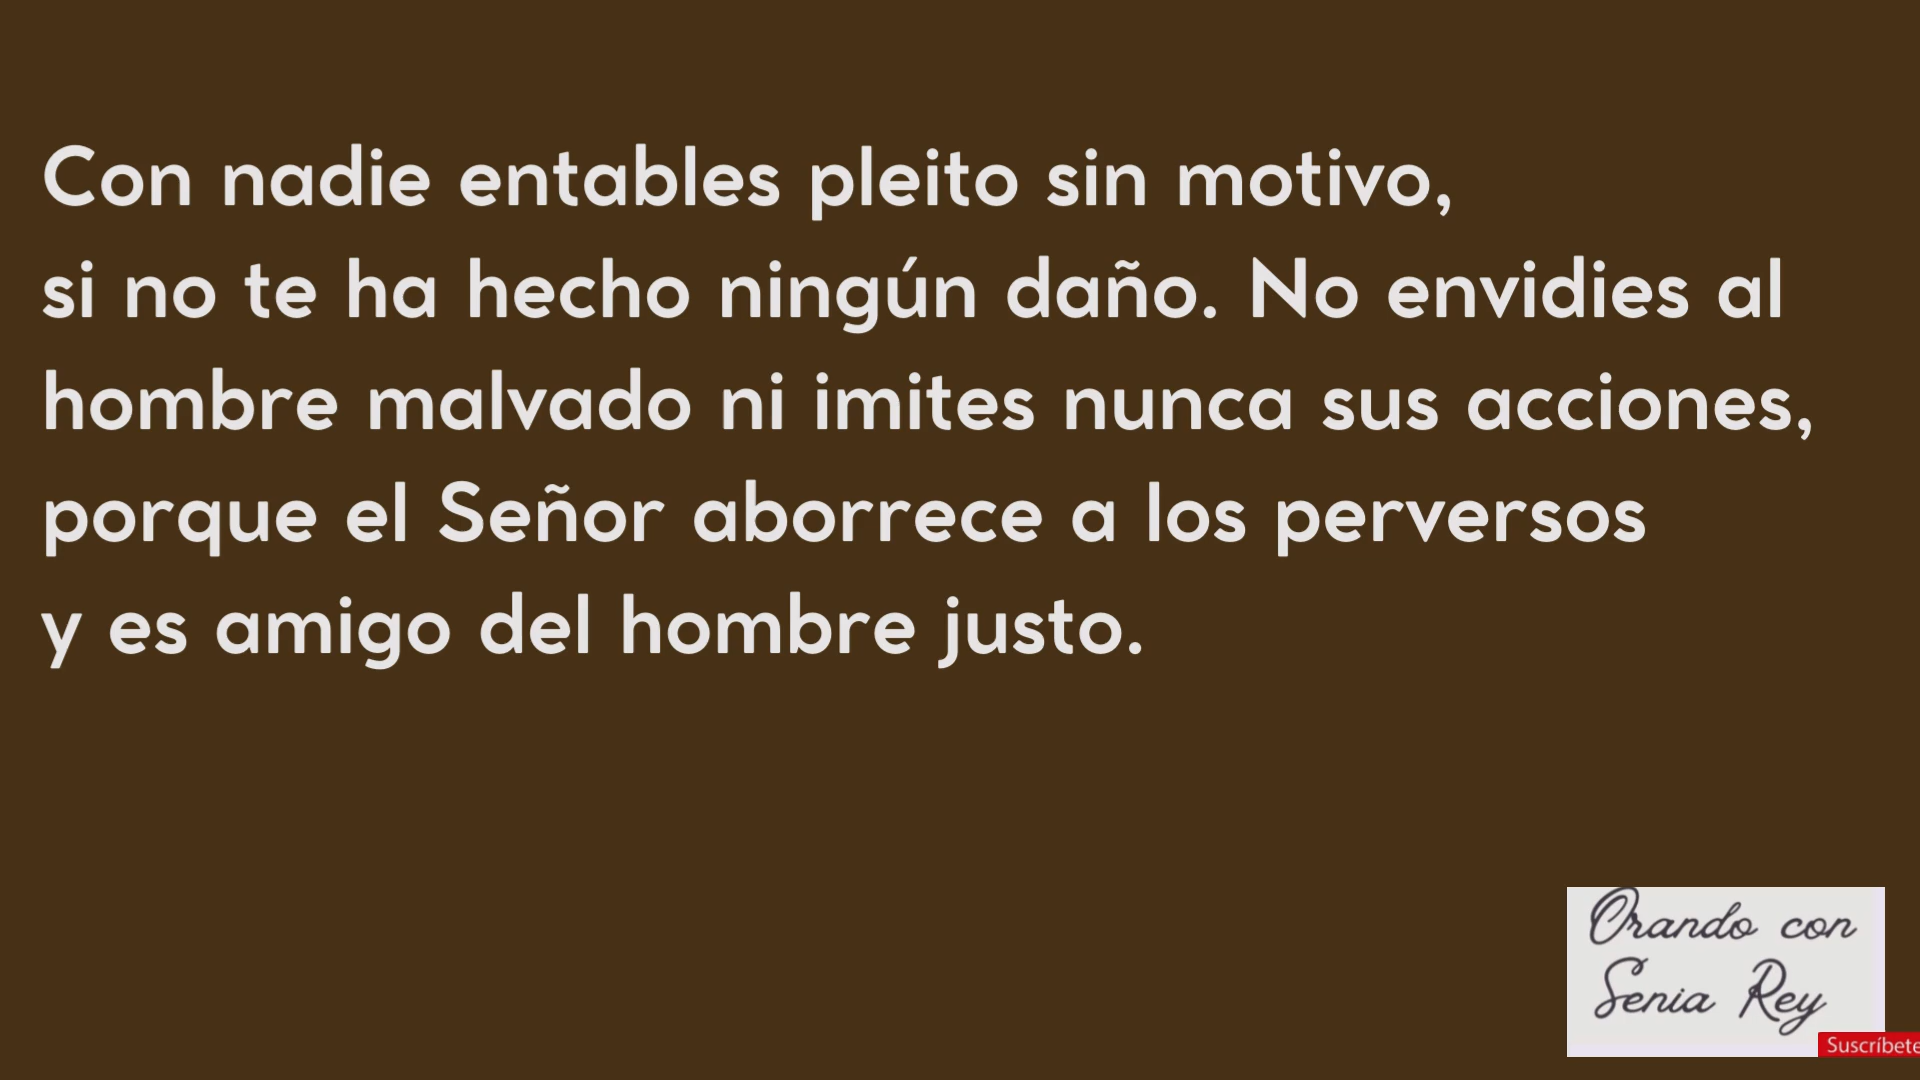 Con nadie entables pleito sin motivo,
si no te ha hecho ningún daño. No envidies al
hombre malvado ni imites nunca sus acciones,
porque el Señor aborrece a los perversos
y es amigo del hombre justo.
Orando con
Senia Rey
Suscríbete